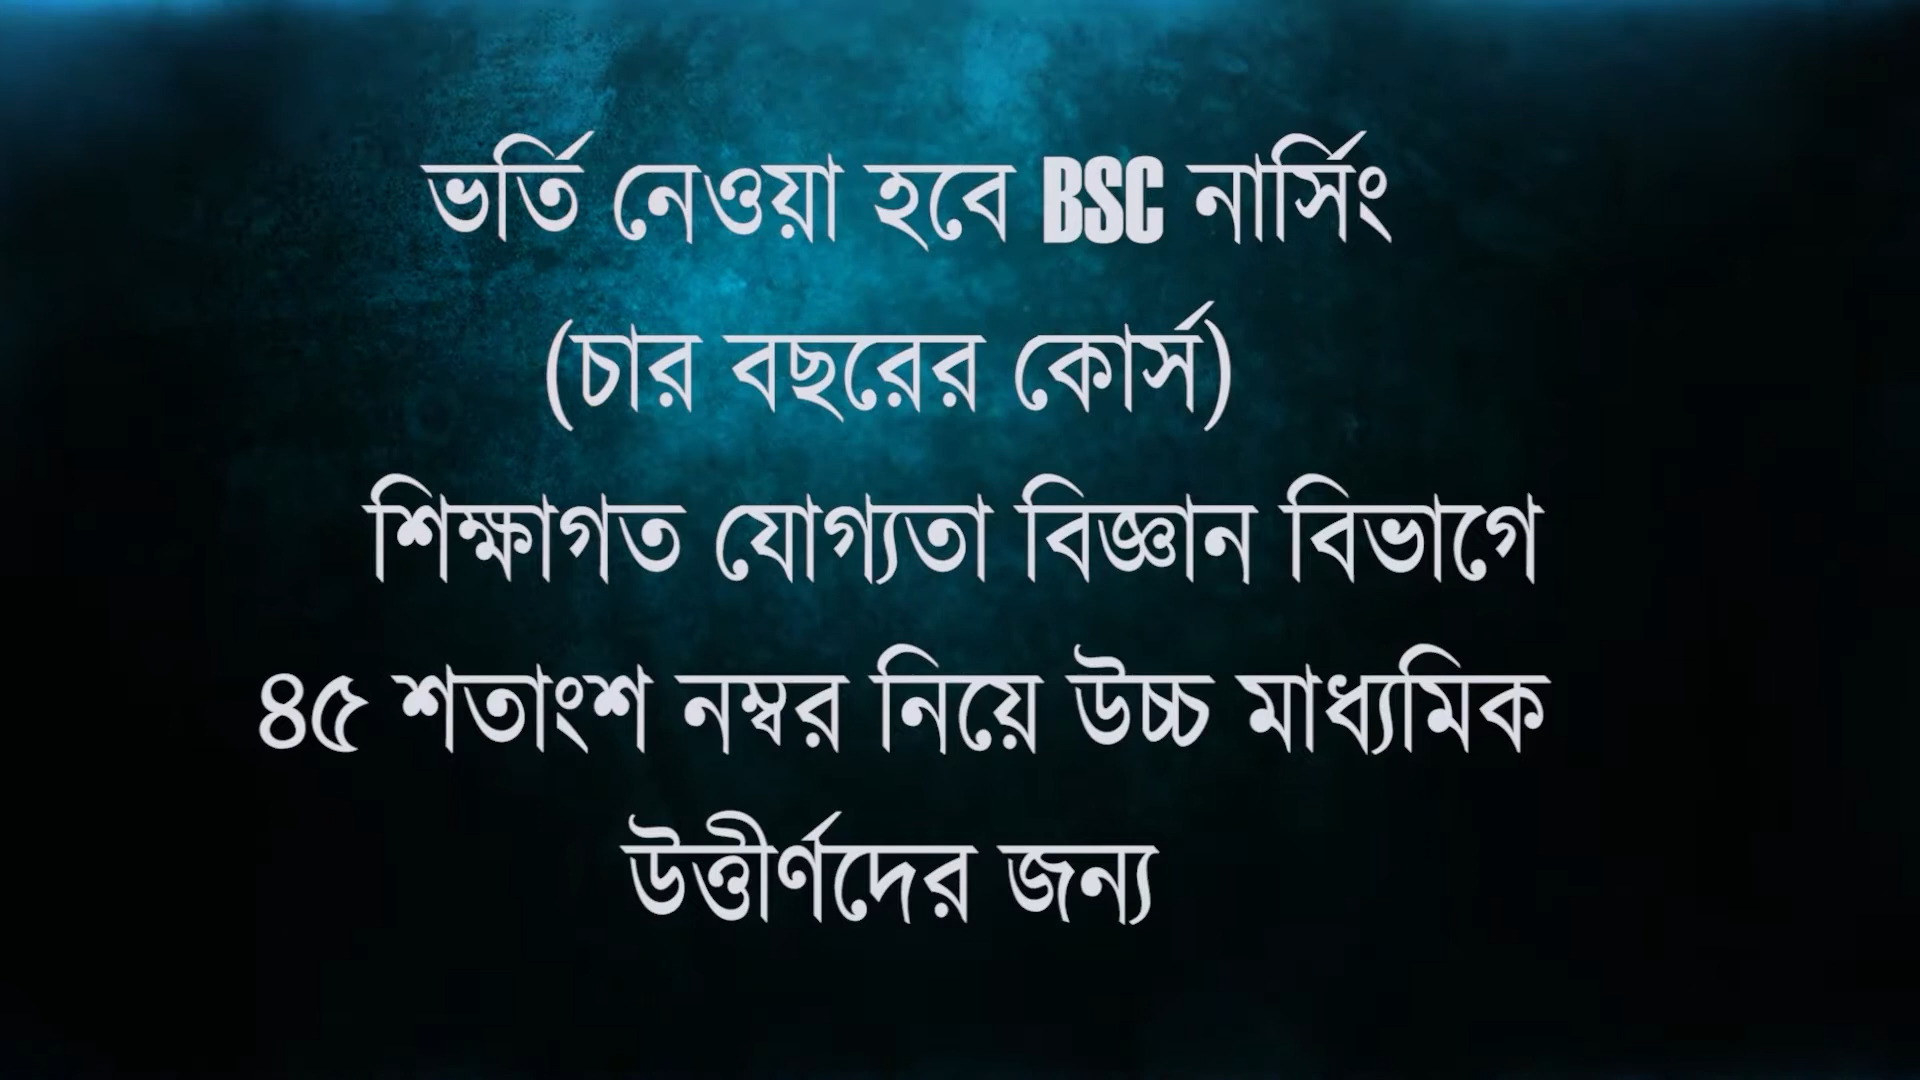 ভর্তি নেওয়া হবে BSC নার্সিং
(চার বছরের কোর্স)
শিক্ষাগত যোগ্যতা বিজ্ঞান বিভাগে
৪৫ শতাংশ নম্বর নিয়ে উচ্চ মাধ্যমিক
উত্তীর্ণদের জন্য